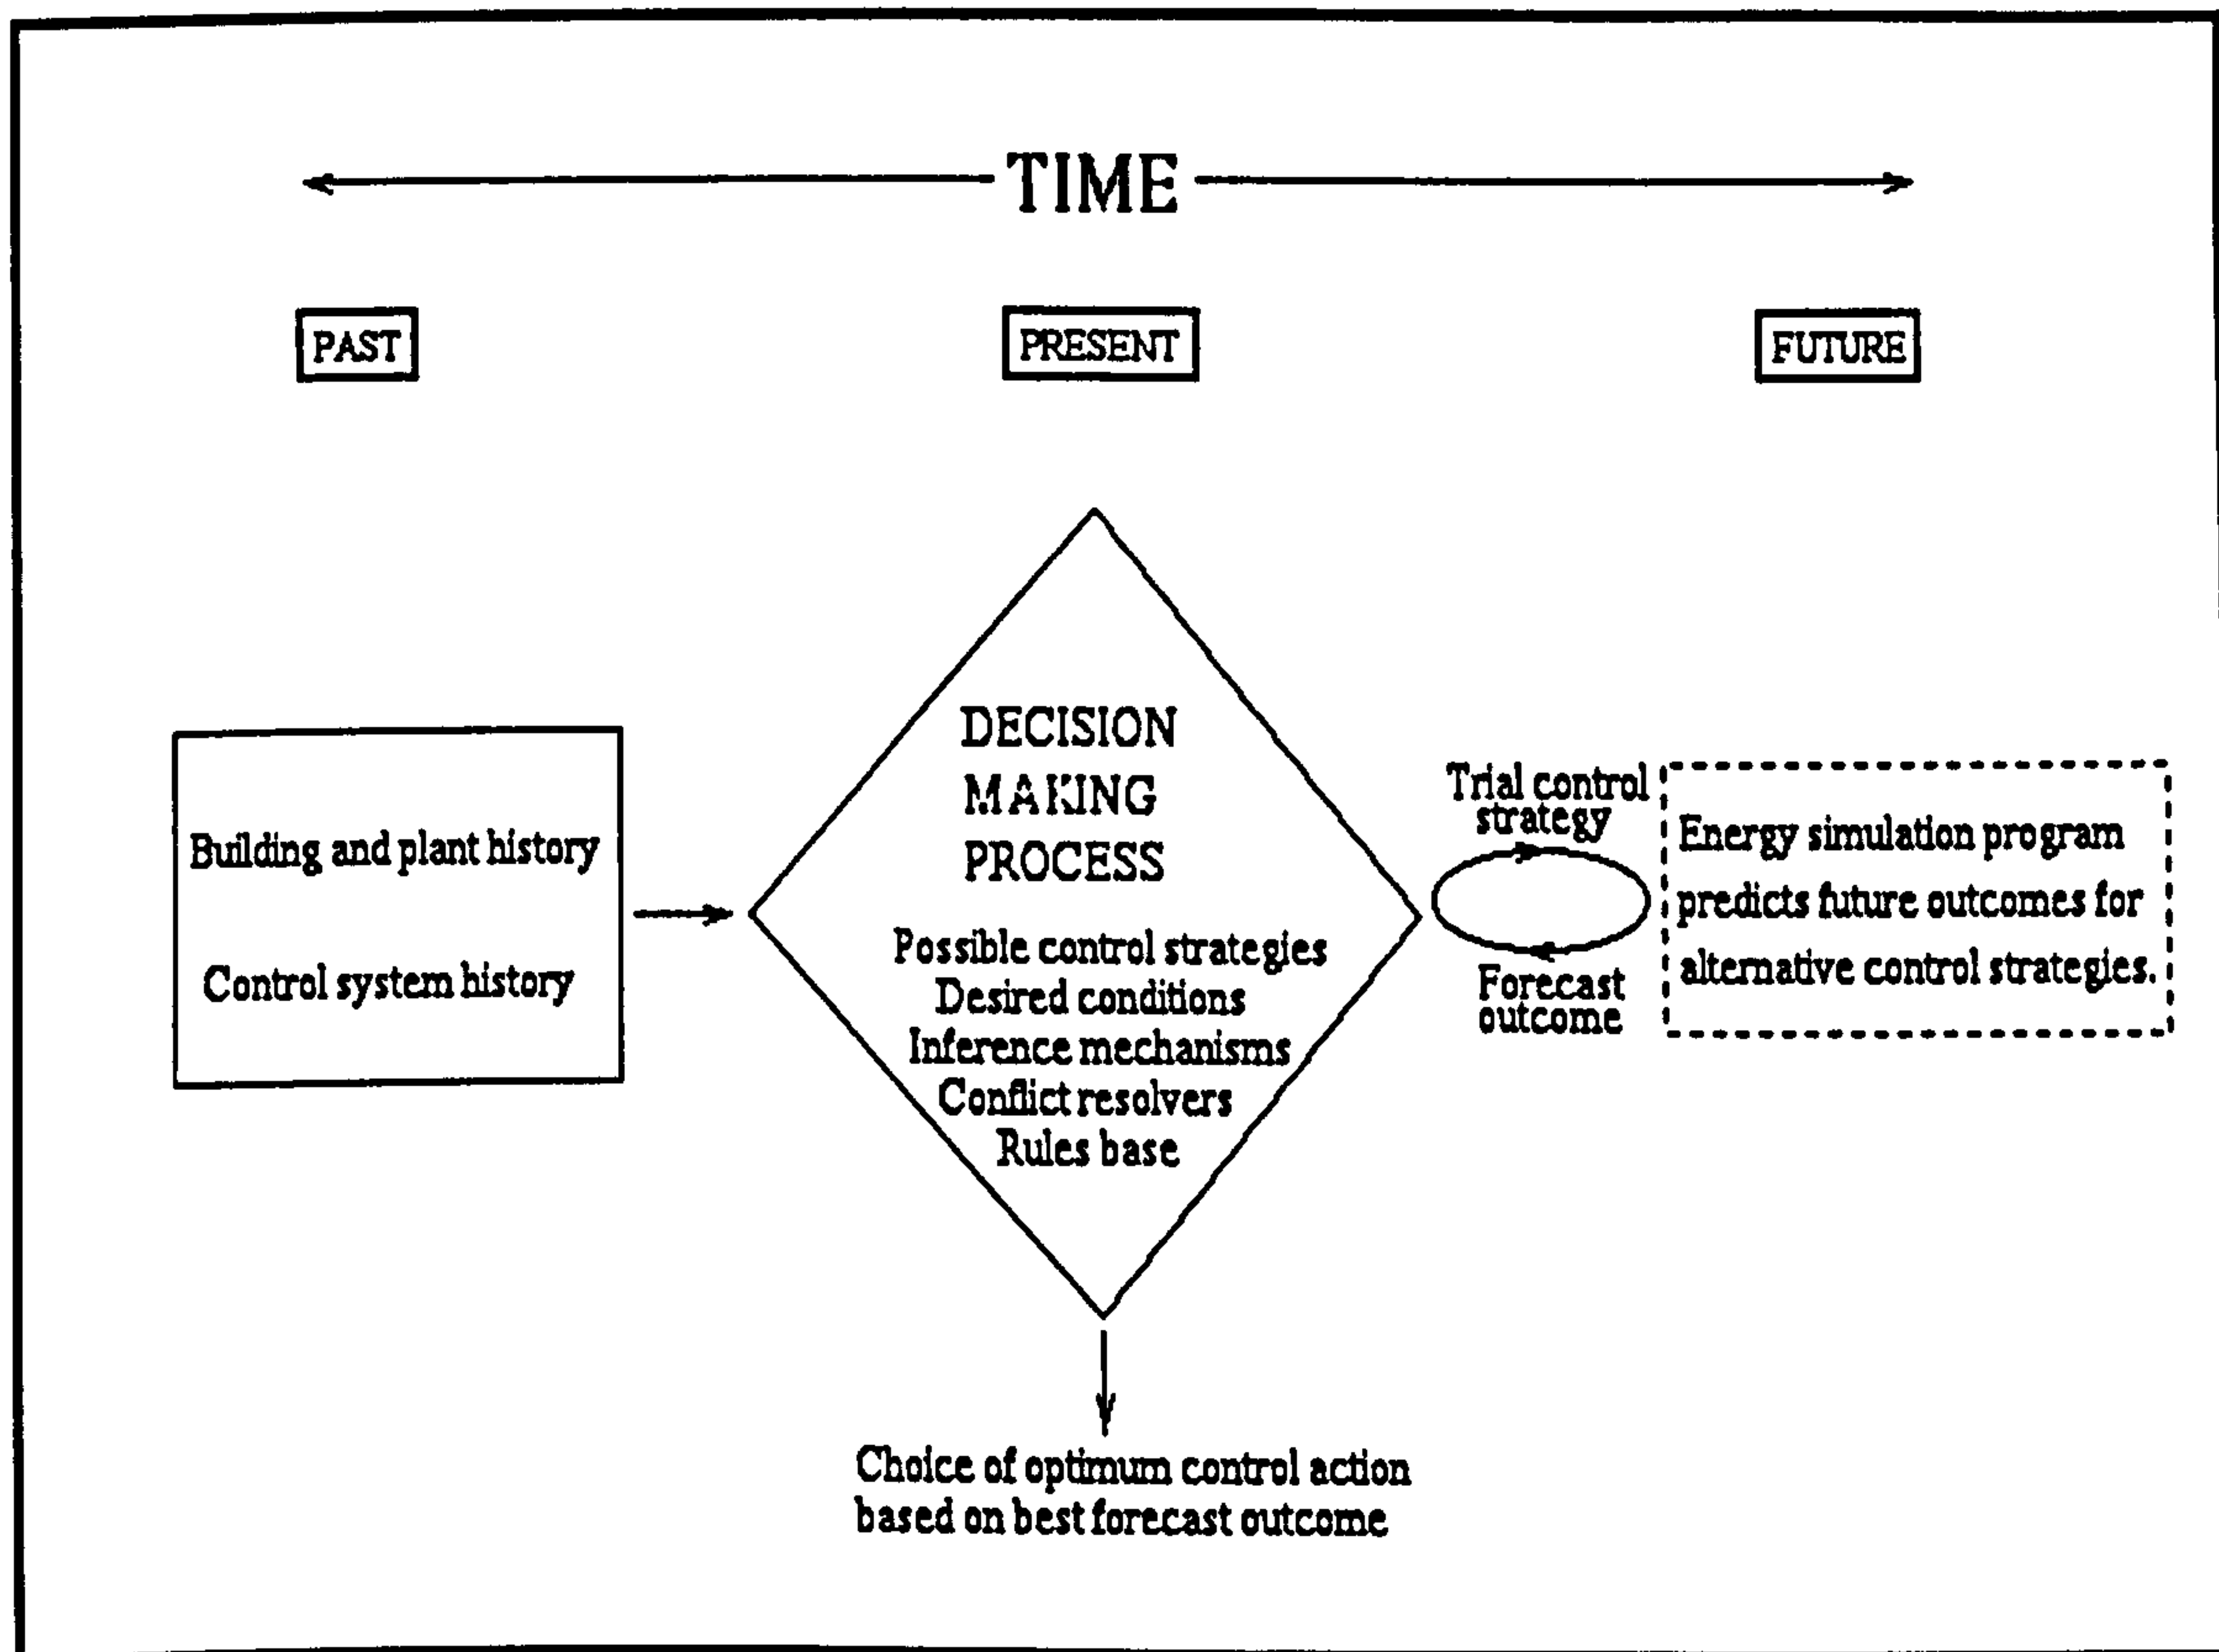 TIME
PAST
PRESENT
FUTURE
Building and plant history
Control system history
DECISION
MAKING
PROCESS
Possible control strategies
Desired conditions
Inference mechanisms
Conflict resolvers
Rules base
Trial control
strategy
Forecast
outcome
Energy simulation program
predicts future outcomes for
alternative control strategies.
Choice of optimum control action
based on best forecast outcome